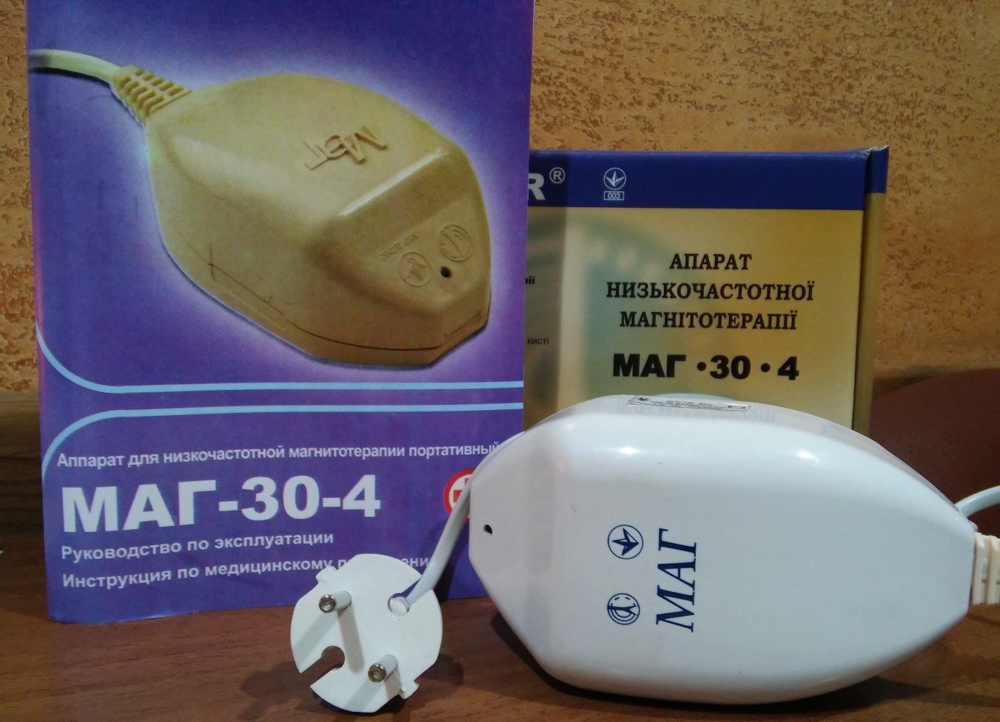 Аппарат для низкочастотной магнитотерапии портативный
МАГ-30-4
Руководство по эксплуатации
Инструкция по медицинскому
R®
003
кисті
АПАРАТ
НИЗЬКОЧАСТОТНОЇ
МАГНІТОТЕРАПІЇ
МАГ •30 • 4
МАГ